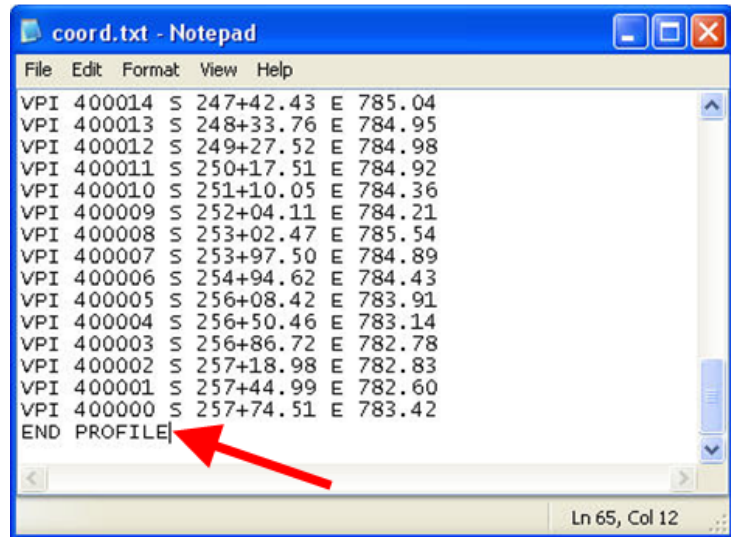 coord.txt - Notepad
File Edit Format View Help
VPI 400014 S 247+42.43 E 785.04
VPI 400013 S 248+33.76 E 784.95
VPI 400012 S 249+27.52 E 784.98
VPI 400011 S 250+17.51 E 784.92
VPI 400010 S 251+10.05 E 784.36
VPI 400009 S 252+04.11 E 784.21
VPI 400008 S 253+02.47 E 785.54
VPI 400007 S 253+97.50 E 784.89
VPI 400006 S 254+94.62 E 784.43
VPI 400005 S 256+08.42 E 783.91
VPI 400004 S 256+50.46 E 783.14
VPI 400003 S 256+86.72 E 782.78
VPI 400002 S 257+18.98 E 782.83
VPI 400001 S 257+44.99 E 782.60
VPI 400000 S 257+74.51 E 783.42
END PROFILE
Ln 65, Col 12